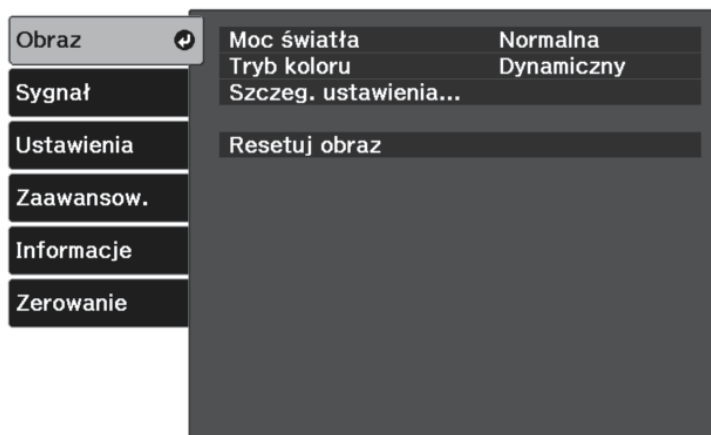 Obraz
Sygnał
Ustawienia
Zaawansow.
Informacje
Zerowanie
Moc światła Normalna
Tryb koloru Dynamiczny
Szczeg. ustawienia...
Resetuj obraz